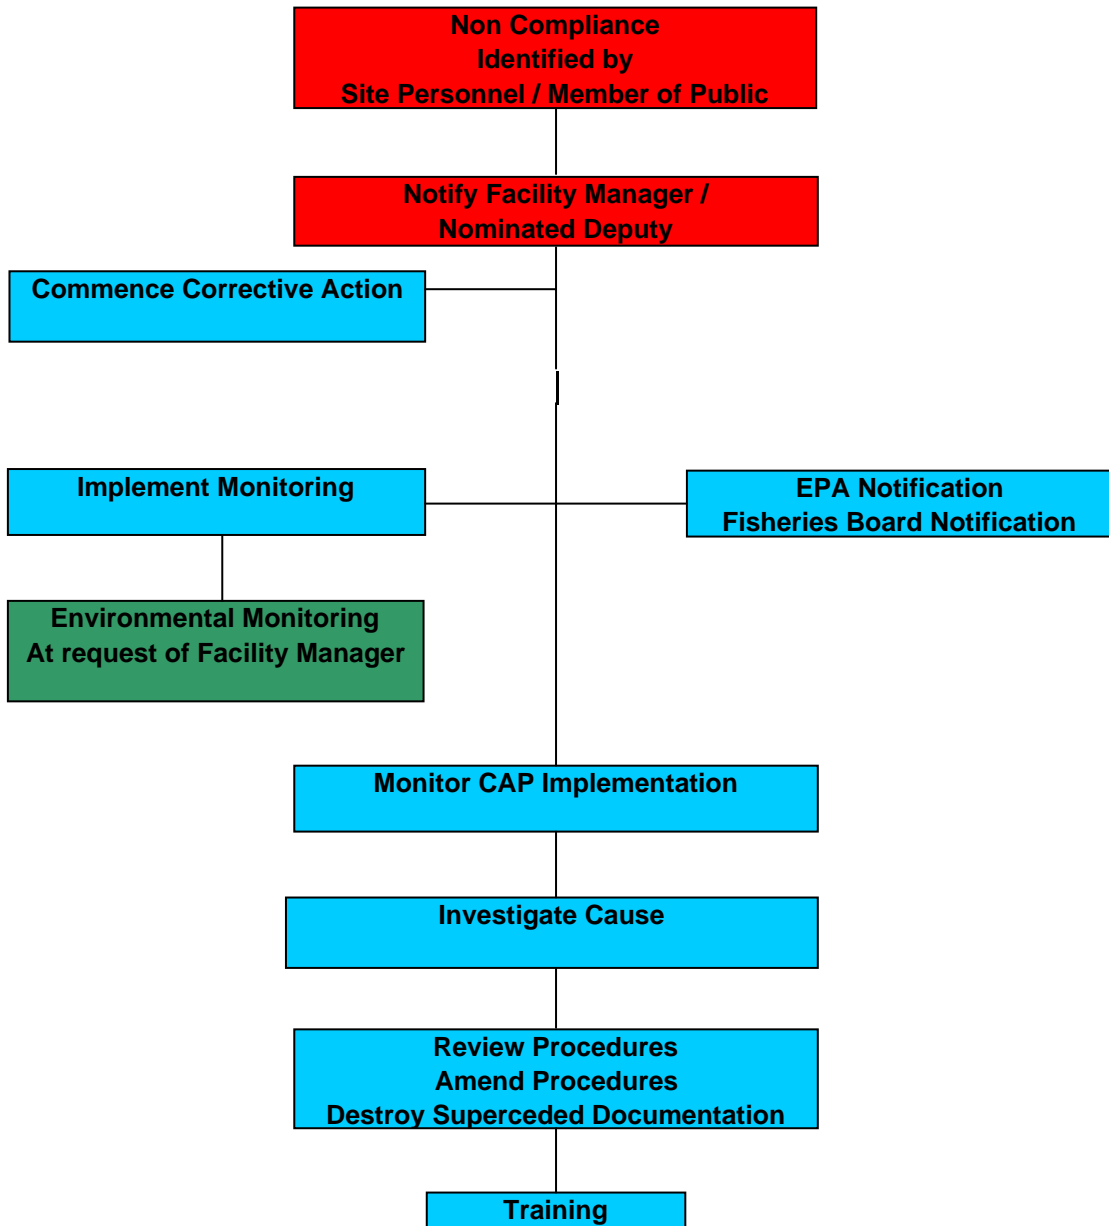 Non Compliance
Identified by
Site Personnel / Member of Public
Notify Facility Manager /
Nominated Deputy
Commence Corrective Action
Implement Monitoring
EPA Notification
Fisheries Board Notification
Environmental Monitoring
At request of Facility Manager
Monitor CAP Implementation
Investigate Cause
Review Procedures
Amend Procedures
Destroy Superceded Documentation
Training